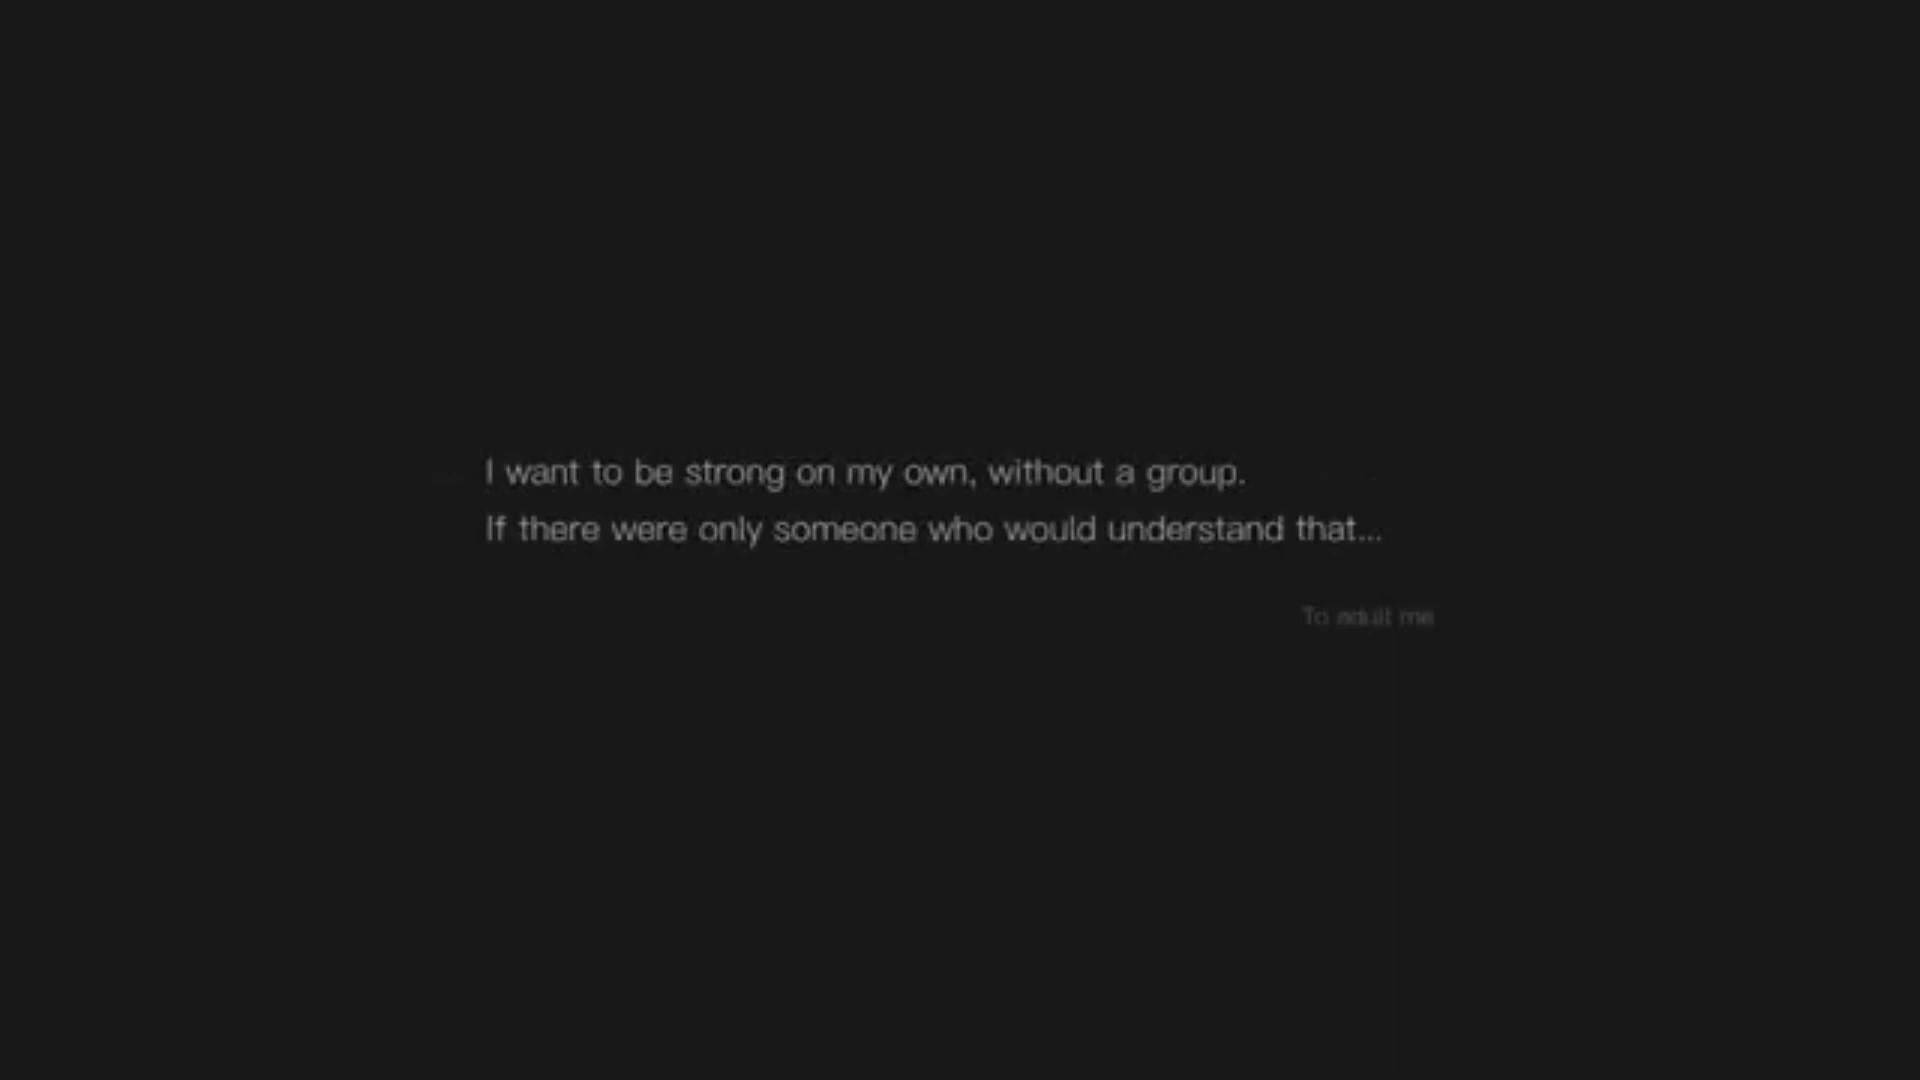 I want to be strong on my own, without a group.
If there were only someone who would understand that...
To adult me